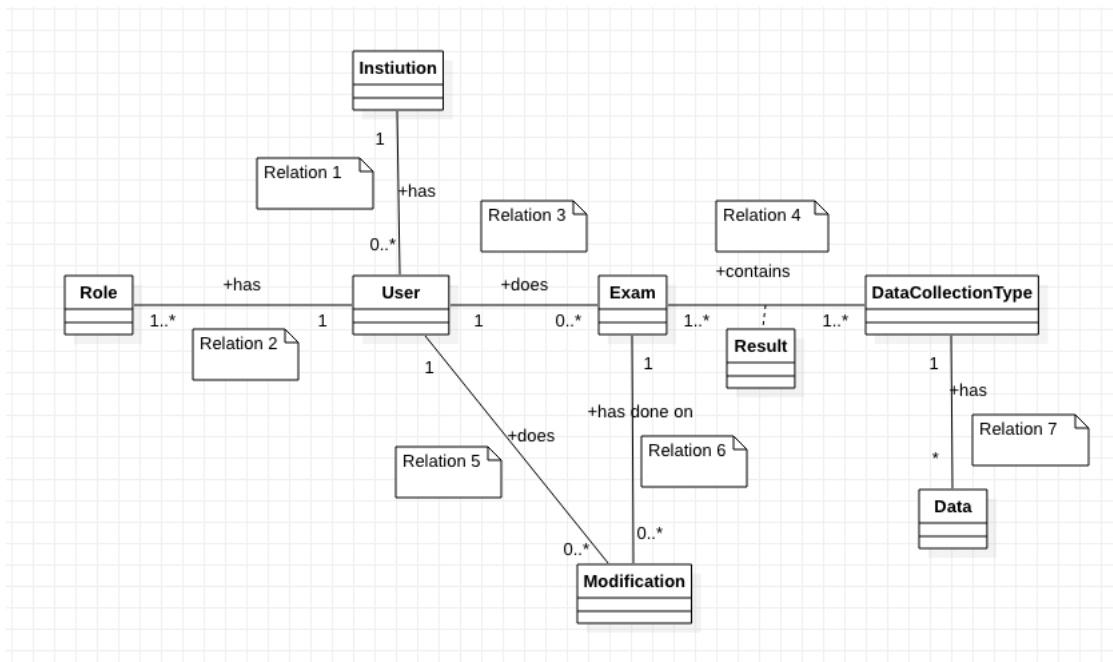 Instiution
1
Relation 1
+has
0..*
Relation 3
Relation 4
+has
+does
+contains
Role
User
Exam
DataCollectionType
1..*
1
1
0..*
1..*
1..*
Relation 2
Result
1
1
1
+has
+has done on
+does
Relation 5
Relation 6
Relation 7
*
Data
0..*
0..*
Modification